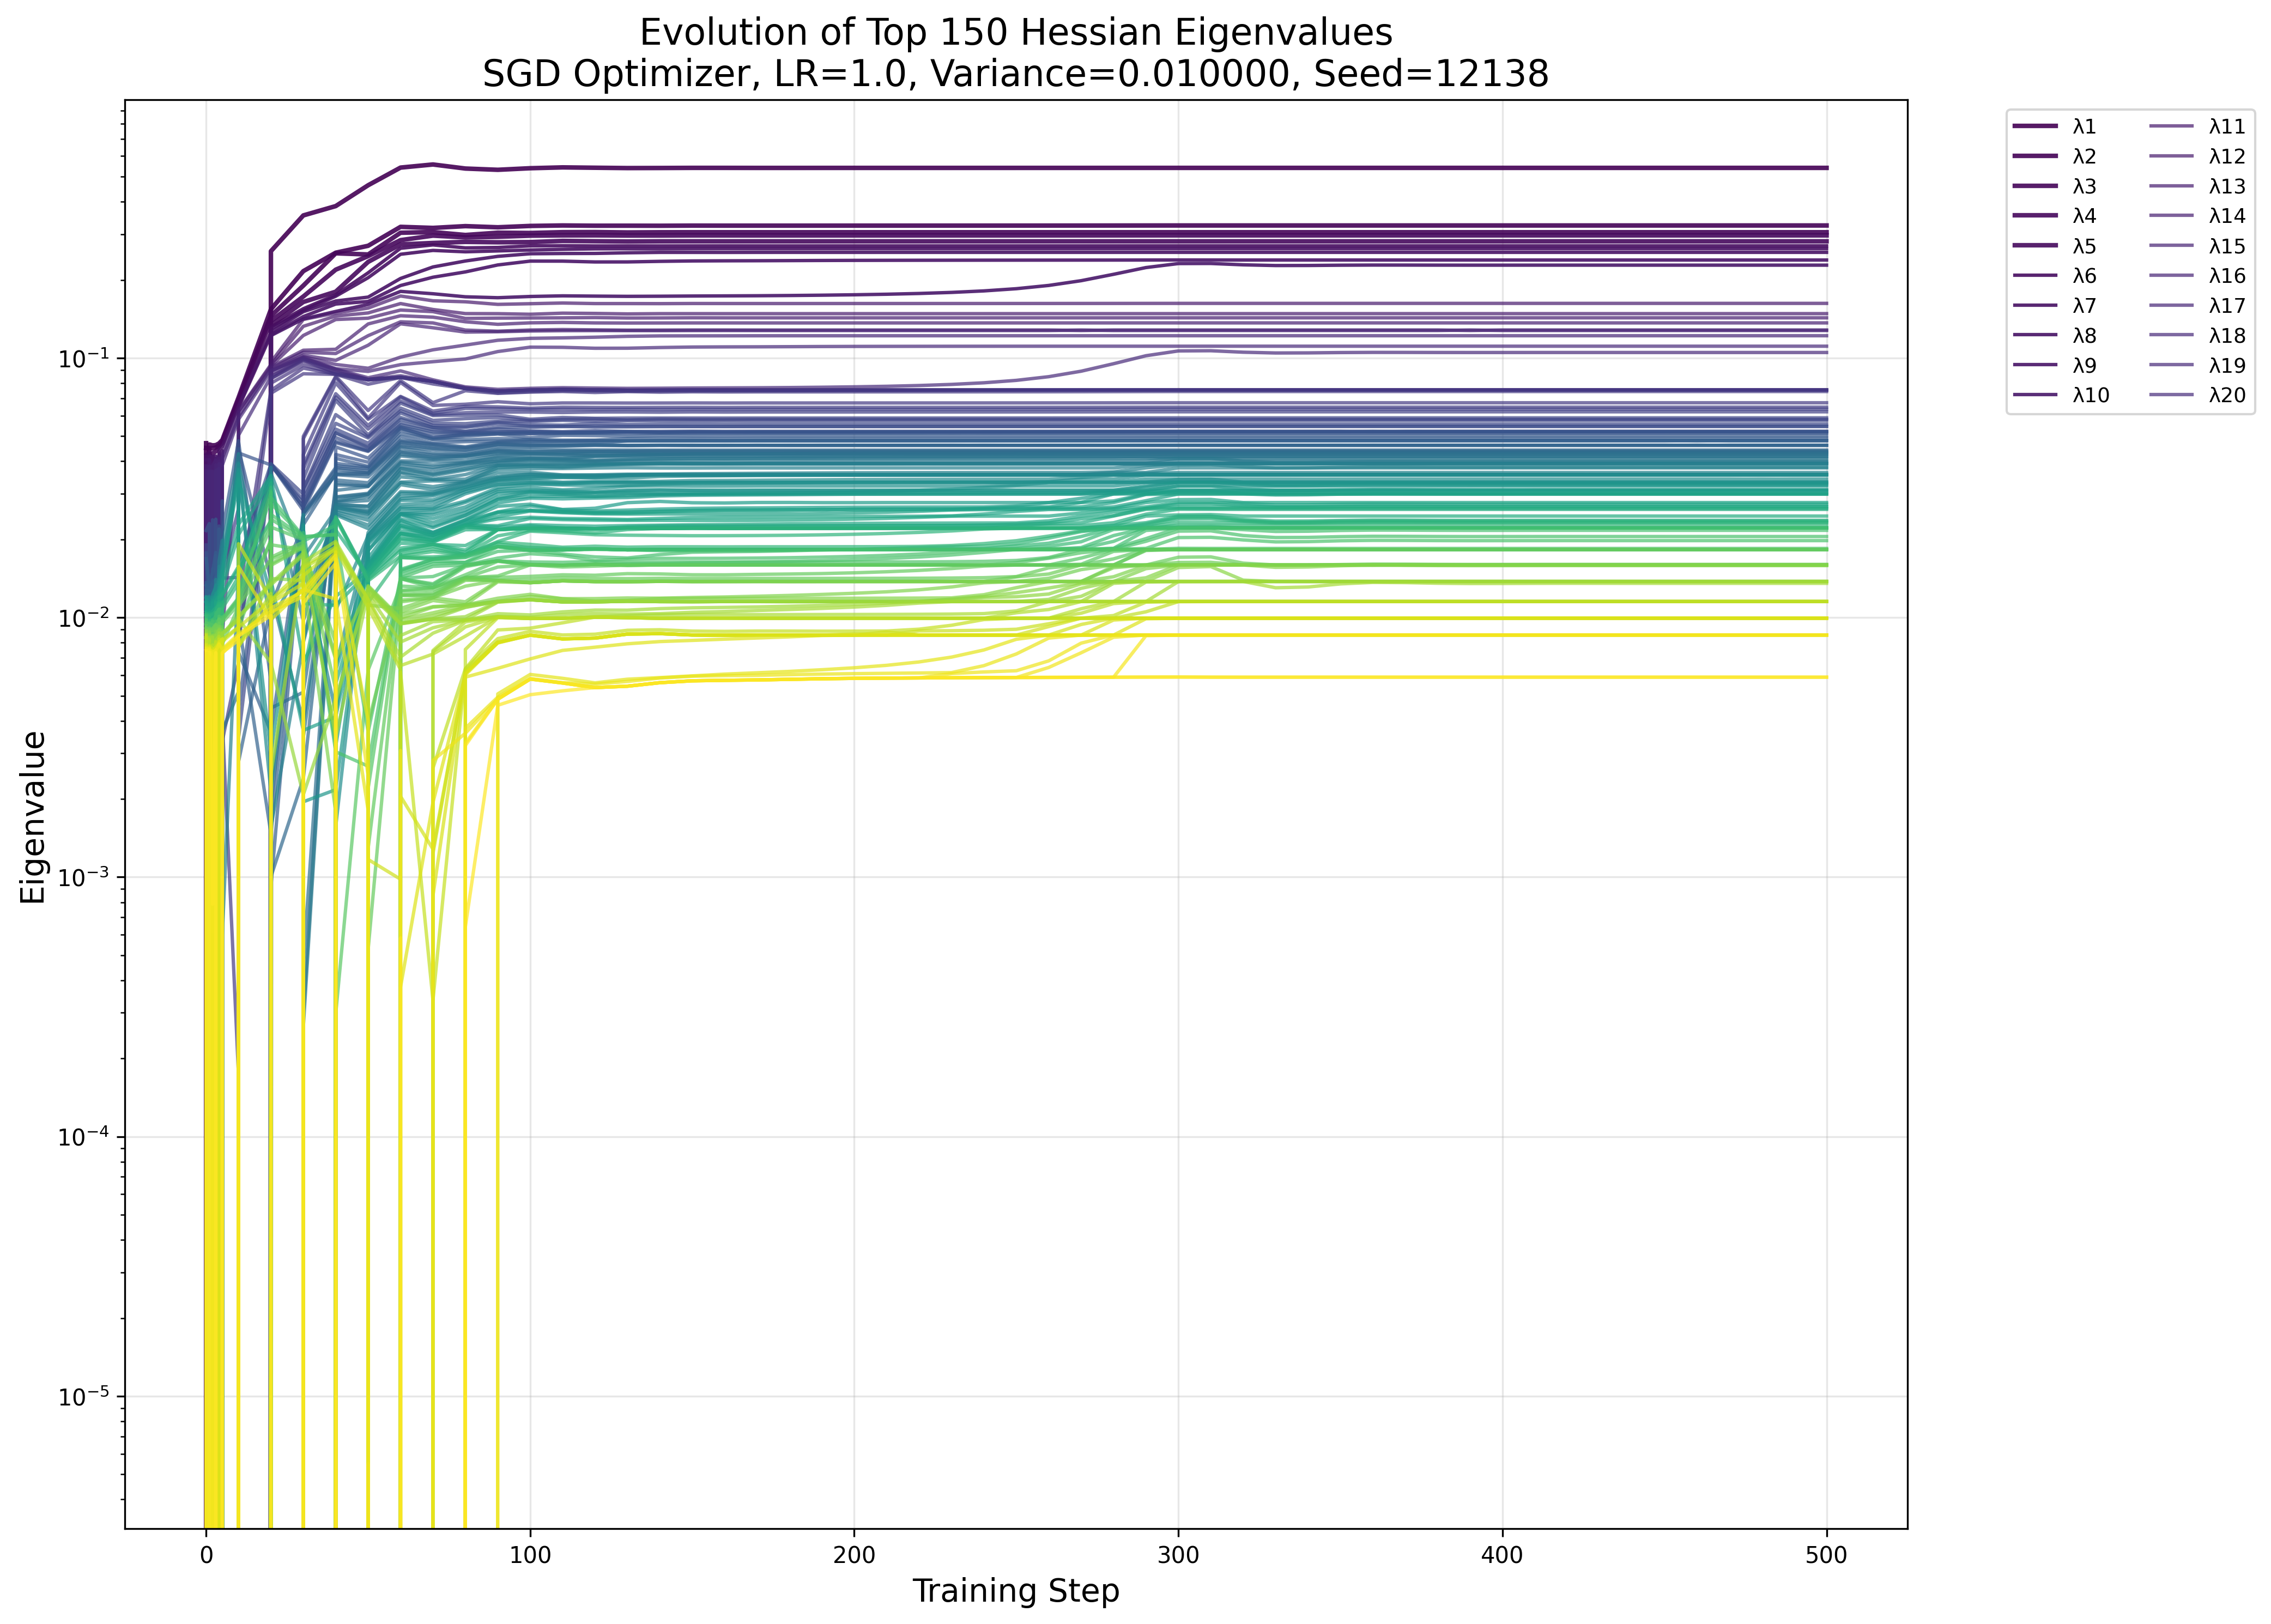 Evolution of Top 150 Hessian Eigenvalues
SGD Optimizer, LR=1.0, Variance=0.010000, Seed=12138
Eigenvalue
10⁻¹
10⁻²
10⁻³
10⁻⁴
10⁻⁵
0
100
200
300
400
500
Training Step
λ1
λ2
λ3
λ4
λ5
λ6
λ7
λ8
λ9
λ10
λ11
λ12
λ13
λ14
λ15
λ16
λ17
λ18
λ19
λ20